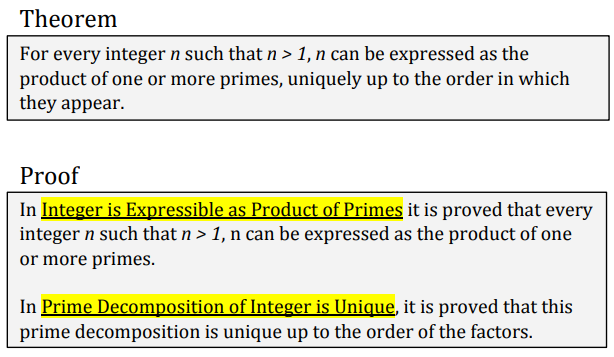 Theorem
For every integer n such that n > 1, n can be expressed as the
product of one or more primes, uniquely up to the order in which
they appear.
Proof
In Integer is Expressible as Product of Primes it is proved that every
integer n such that n > 1, n can be expressed as the product of one
or more primes.
In Prime Decomposition of Integer is Unique, it is proved that this
prime decomposition is unique up to the order of the factors.